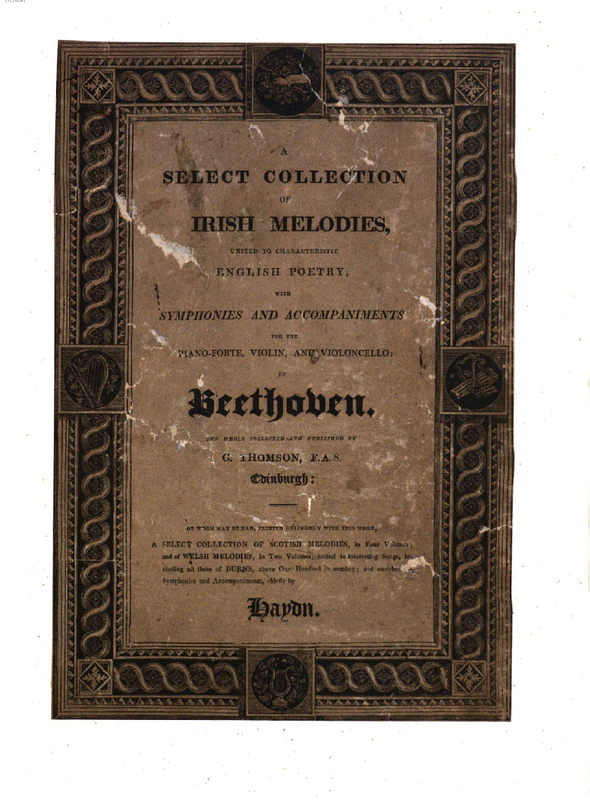 A
SELECT COLLECTION
OF
IRISH MELODIES,
UNITED TO CHARACTERISTIC
ENGLISH POETRY;
WITH
SYMPHONIES AND ACCOMPANIMENTS
FOR THE
PIANO-FORTE, VIOLIN, AND VIOLONCELLO;
BY
Beethoven.
THE WHOLE COLLECTED AND PUBLISHED BY
G. THOMSON, F.A.S.
Edinburgh:
OF WHOM MAY BE HAD, PRINTED UNIFORMLY WITH THIS WORK,
A SELECT COLLECTION OF SCOTISH MELODIES, in Four Volumes;
and of WELSH MELODIES, in Two Volumes; united to interesting Songs, in-
cluding all those of BURNS, above One Hundred in number; and enriched
Symphonies and Accompaniments, chiefly by
Haydn.